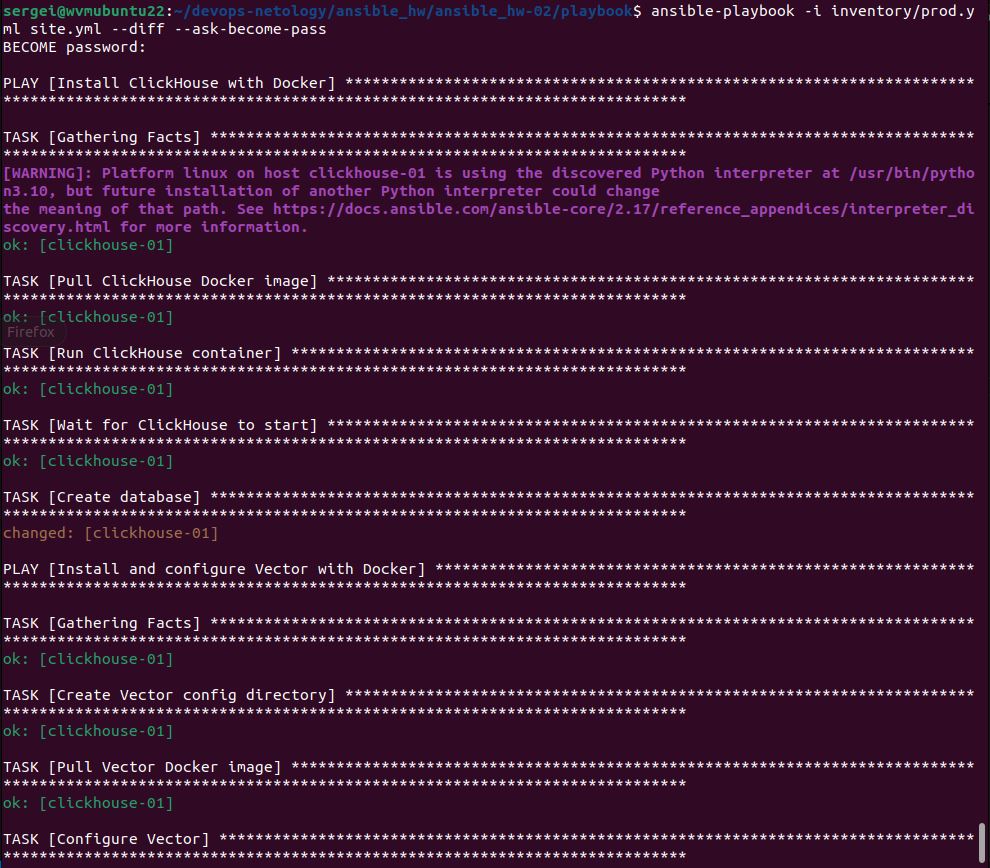 sergei@wvmubuntu22:~/devops-netology/ansible_hw/ansible_hw-02/playbook$ ansible-playbook -i inventory/prod.y
ml site.yml --diff --ask-become-pass
BECOME password:
PLAY [Install ClickHouse with Docker] **********************************************************************
****************************************************************************
TASK [Gathering Facts] *************************************************************************************
****************************************************************************
[WARNING]: Platform linux on host clickhouse-01 is using the discovered Python interpreter at /usr/bin/pytho
n3.10, but future installation of another Python interpreter could change
the meaning of that path. See https://docs.ansible.com/ansible-core/2.17/reference_appendices/interpreter_di
scovery.html for more information.
ok: [clickhouse-01]
TASK [Pull ClickHouse Docker image] ************************************************************************
****************************************************************************
ok: [clickhouse-01]
Firefox
TASK [Run ClickHouse container] ****************************************************************************
****************************************************************************
ok: [clickhouse-01]
TASK [Wait for ClickHouse to start] ************************************************************************
****************************************************************************
ok: [clickhouse-01]
TASK [Create database] *************************************************************************************
****************************************************************************
changed: [clickhouse-01]
PLAY [Install and configure Vector with Docker] ************************************************************
****************************************************************************
TASK [Gathering Facts] *************************************************************************************
****************************************************************************
ok: [clickhouse-01]
TASK [Create Vector config directory] **********************************************************************
****************************************************************************
ok: [clickhouse-01]
TASK [Pull Vector Docker image] ****************************************************************************
****************************************************************************
ok: [clickhouse-01]
TASK [Configure Vector] ************************************************************************************
****************************************************************************